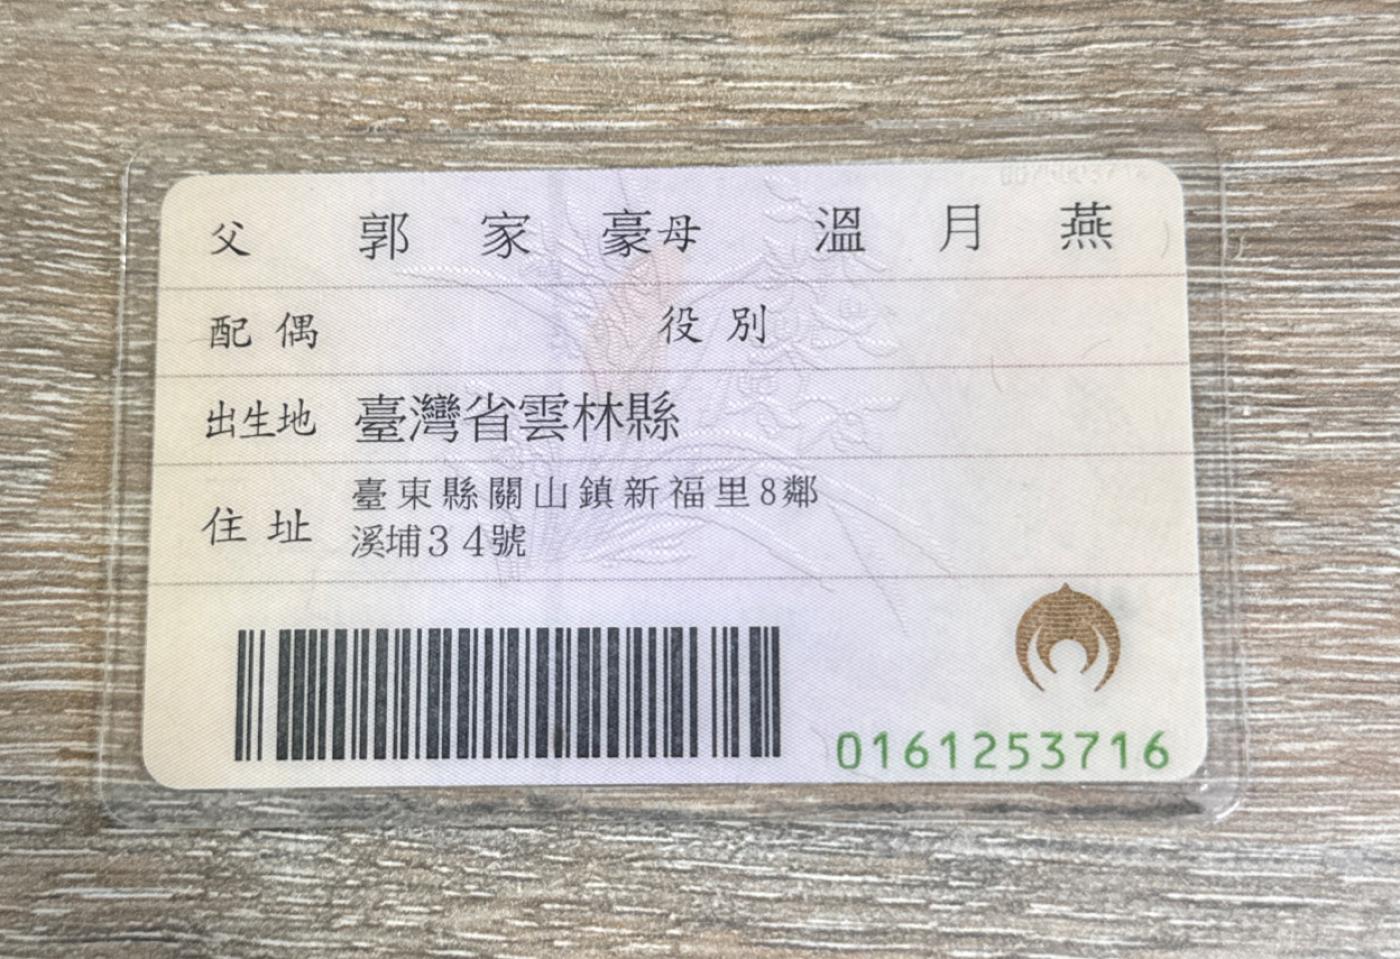 父 郭家豪 母 溫月燕
配偶 役別
出生地 臺灣省雲林縣
住址 臺東縣關山鎮新福里8鄰
溪埔34號
0161253716